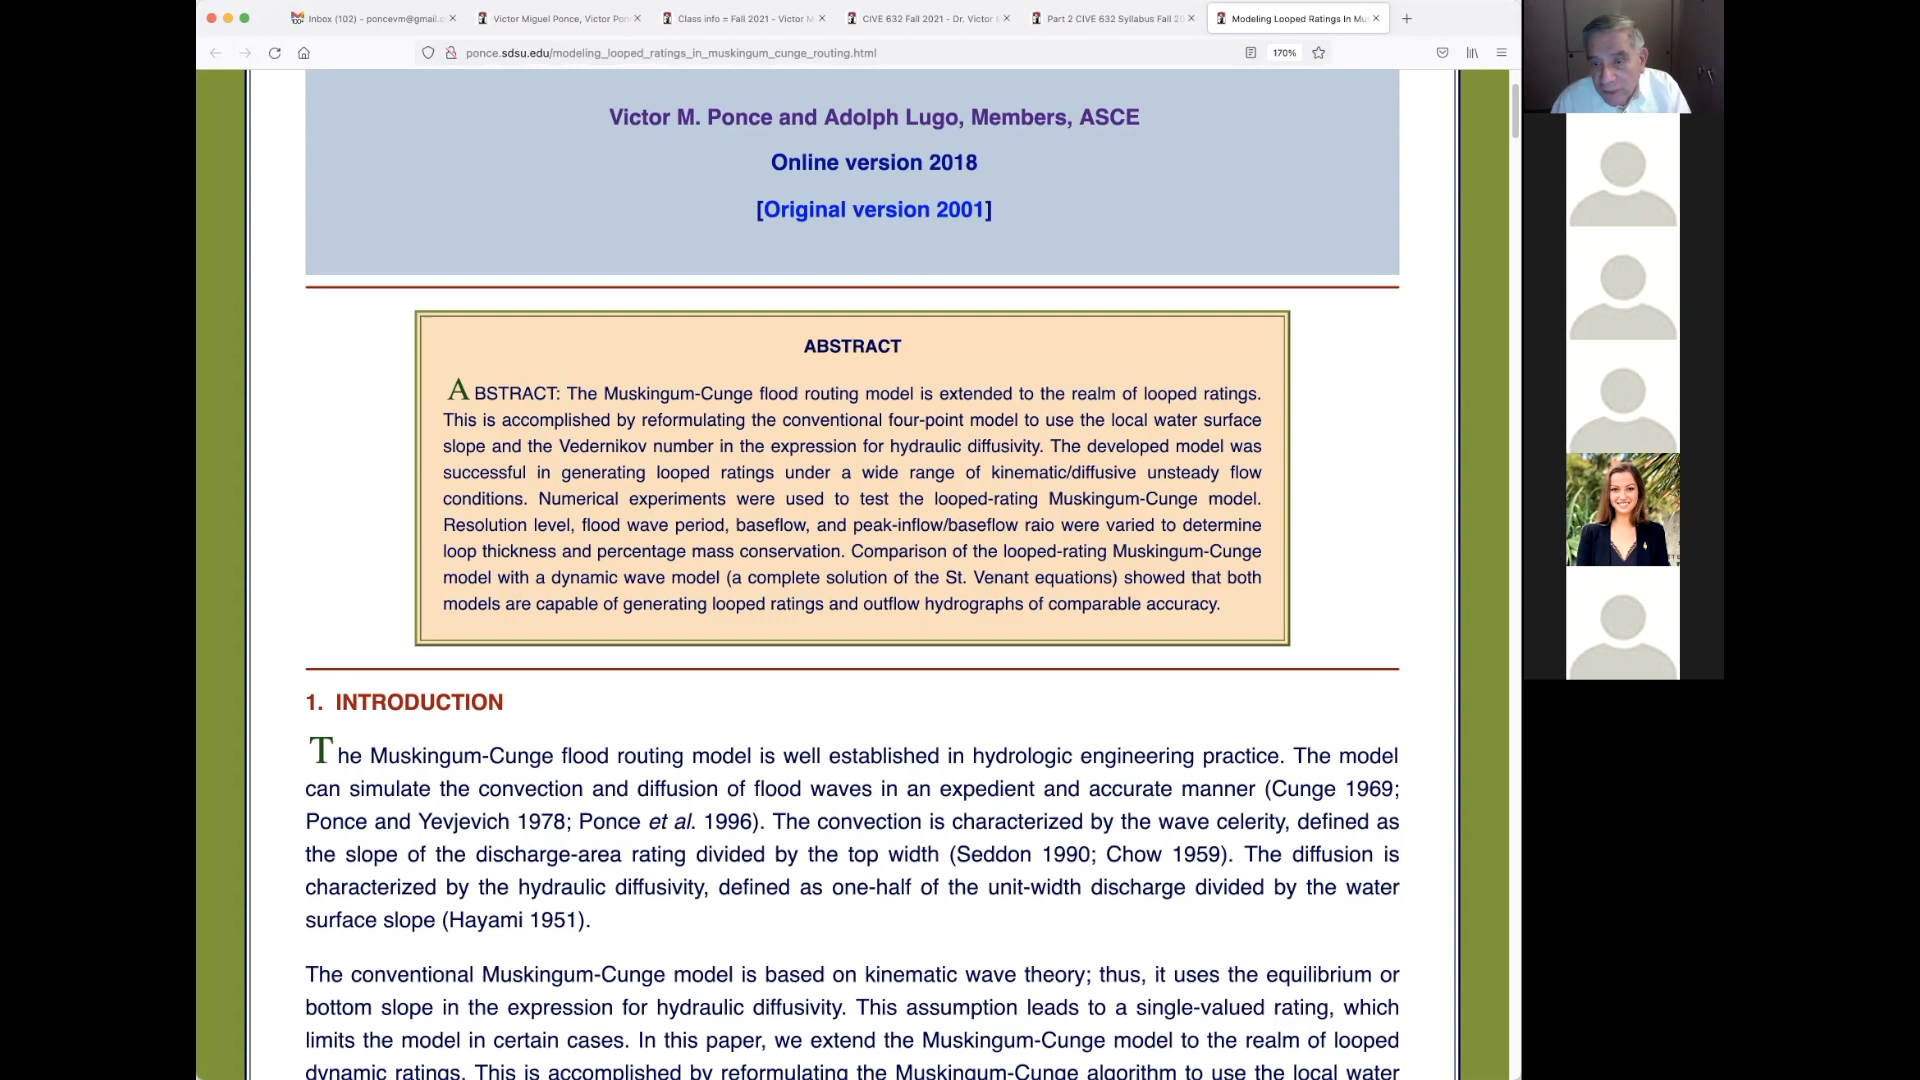 Inbox (102) - poncevm@gmail.c
Victor Miguel Ponce, Victor Pon
Class info = Fall 2021 - Victor M
CIVE 632 Fall 2021 - Dr. Victor
Part 2 CIVE 632 Syllabus Fall 20
Modeling Looped Ratings In Mu
ponce.sdsu.edu/modeling_looped_ratings_in_muskingum_cunge_routing.html
170%
Victor M. Ponce and Adolph Lugo, Members, ASCE
Online version 2018
[Original version 2001]
ABSTRACT
ABSTRACT: The Muskingum-Cunge flood routing model is extended to the realm of looped ratings.
This is accomplished by reformulating the conventional four-point model to use the local water surface
slope and the Vedernikov number in the expression for hydraulic diffusivity. The developed model was
successful in generating looped ratings under a wide range of kinematic/diffusive unsteady flow
conditions. Numerical experiments were used to test the looped-rating Muskingum-Cunge model.
Resolution level, flood wave period, baseflow, and peak-inflow/baseflow raio were varied to determine
loop thickness and percentage mass conservation. Comparison of the looped-rating Muskingum-Cunge
model with a dynamic wave model (a complete solution of the St. Venant equations) showed that both
models are capable of generating looped ratings and outflow hydrographs of comparable accuracy.
1. INTRODUCTION
The Muskingum-Cunge flood routing model is well established in hydrologic engineering practice. The model
can simulate the convection and diffusion of flood waves in an expedient and accurate manner (Cunge 1969;
Ponce and Yevjevich 1978; Ponce et al. 1996). The convection is characterized by the wave celerity, defined as
the slope of the discharge-area rating divided by the top width (Seddon 1990; Chow 1959). The diffusion is
characterized by the hydraulic diffusivity, defined as one-half of the unit-width discharge divided by the water
surface slope (Hayami 1951).
The conventional Muskingum-Cunge model is based on kinematic wave theory; thus, it uses the equilibrium or
bottom slope in the expression for hydraulic diffusivity. This assumption leads to a single-valued rating, which
limits the model in certain cases. In this paper, we extend the Muskingum-Cunge model to the realm of looped
dynamic ratings. This is accomplished by reformulating the Muskingum-Cunge algorithm to use the local water